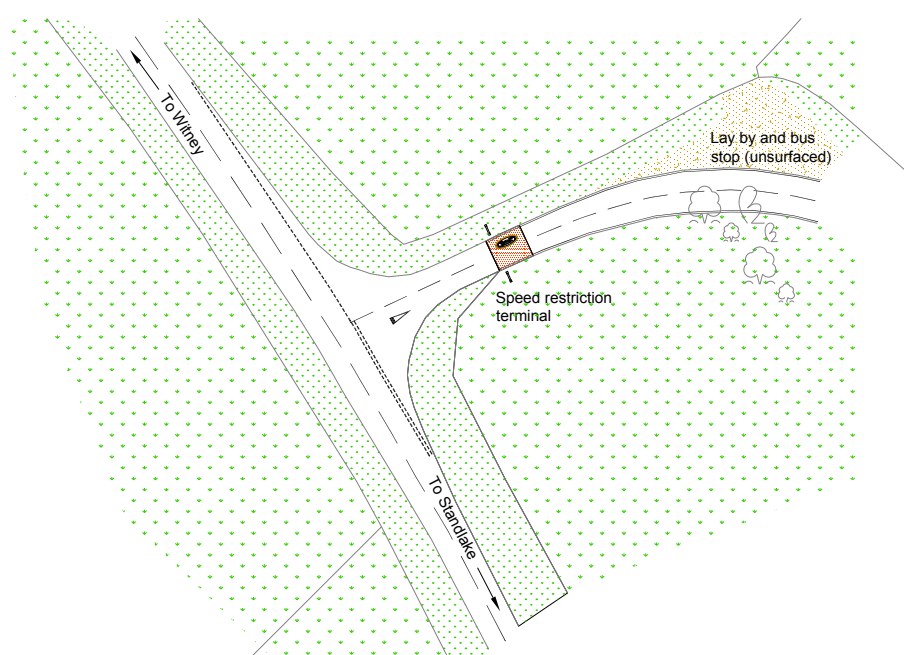 To Witney
Lay by and bus
stop (unsurfaced)
Speed restriction
terminal
To Standlake